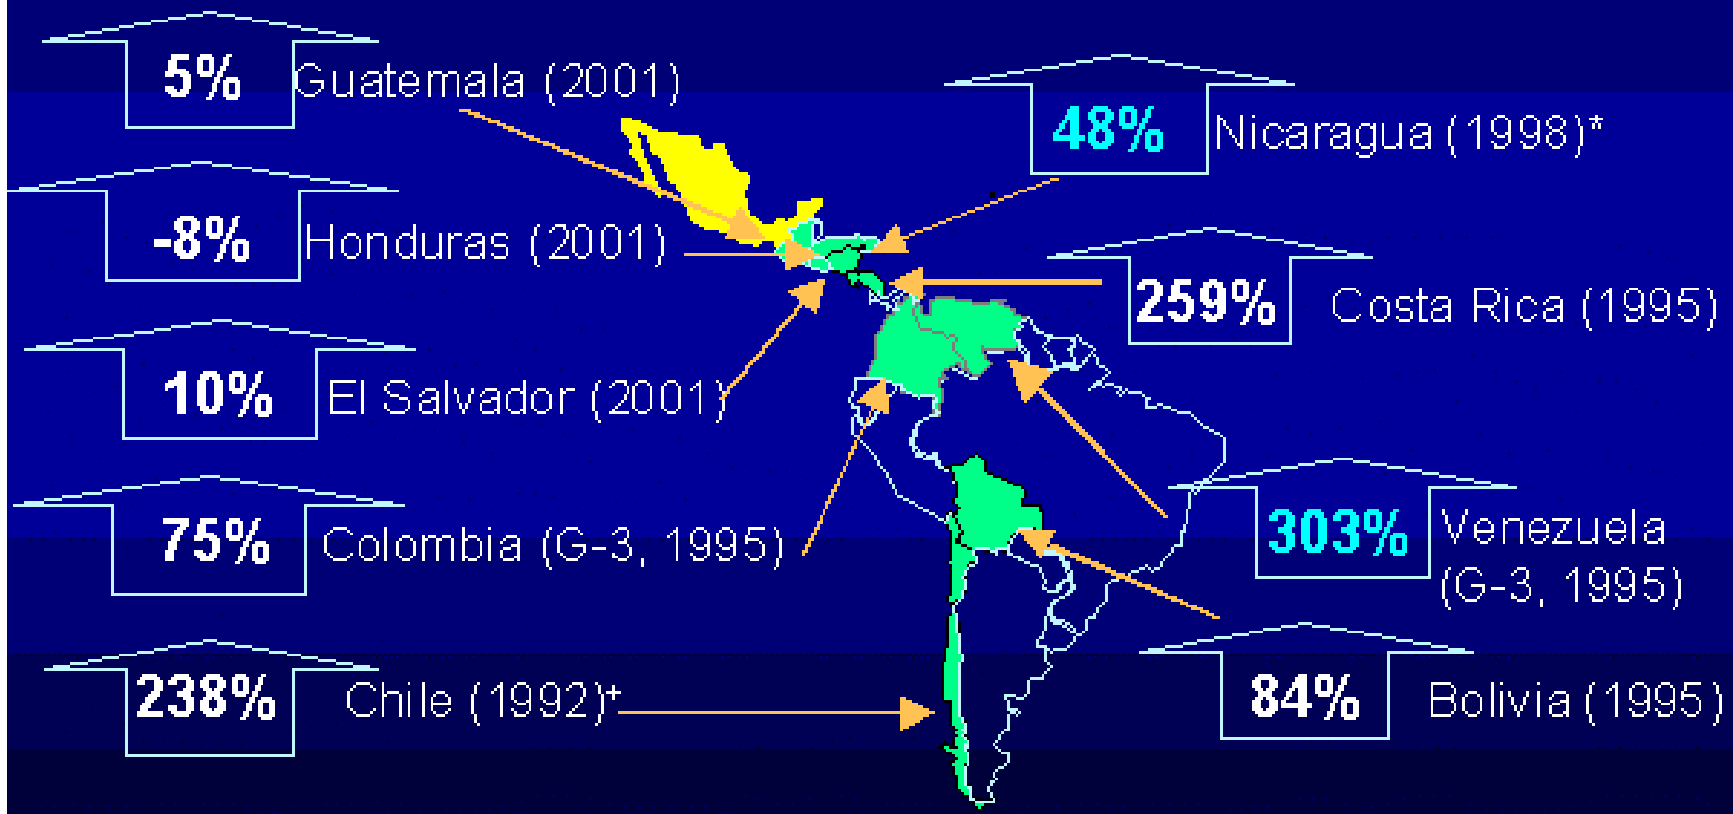 5% Guatemala (2001)
48% Nicaragua (1998)*
-8% Honduras (2001)
259% Costa Rica (1995)
10% El Salvador (2001)
75% Colombia (G-3, 1995)
303% Venezuela
(G-3, 1995)
238% Chile (1992)+
84% Bolivia (1995)